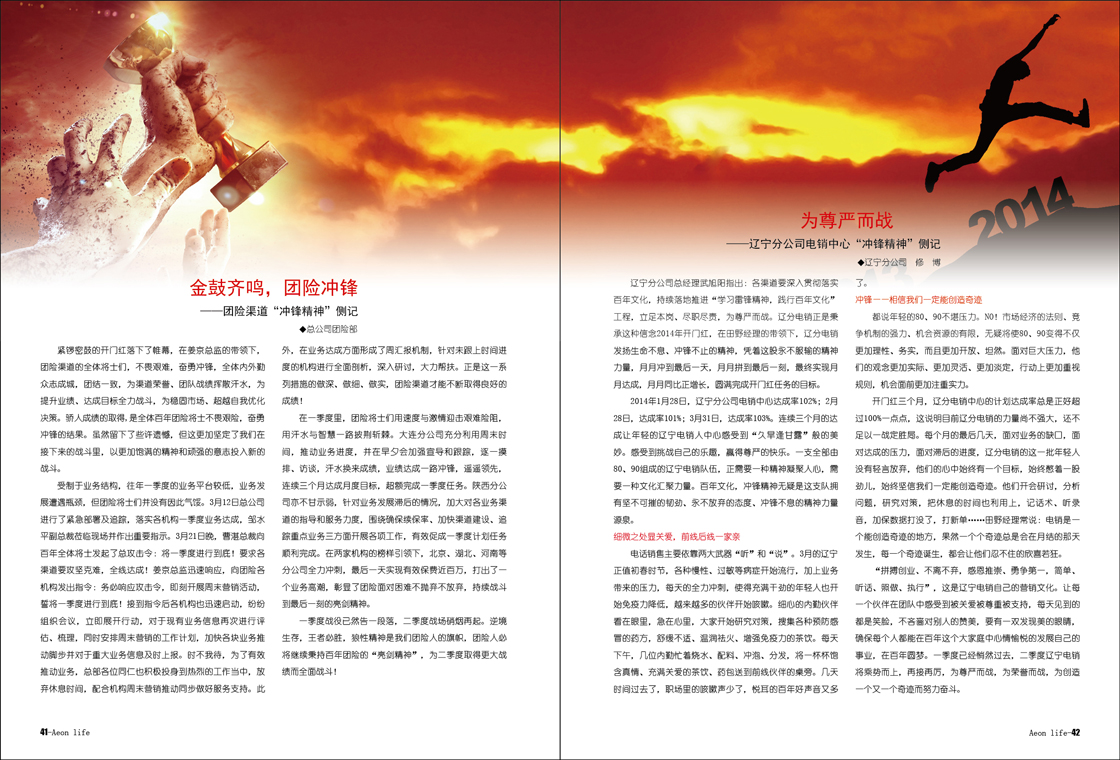 金鼓齐鸣，团险冲锋
——团险渠道“冲锋精神”侧记
◆总公司团险部
紧锣密鼓的开门红落下了帷幕，在姜京总监的带领下，
团险渠道的全体将士们，不畏艰难，奋勇冲锋，全体内外勤
众志成城，团结一致，为渠道荣誉、团队战绩挥散汗水，为
提升业绩、达成目标全力战斗，为稳固市场、超越自我优化
决策。骄人成绩的取得，是全体百年团险将士不畏艰险，奋勇
冲锋的结果。虽然留下了些许遗憾，但这更加坚定了我们在
接下来的战斗里，以更加饱满的精神和顽强的意志投入新的
战斗。
受制于业务结构，往年一季度的业务平台较低，业务发
展遭遇瓶颈，但团险将士们并没有因此气馁。3月12日总公司
进行了紧急部署及追踪，落实各机构一季度业务达成，邹水
平副总裁莅临现场并作出重要指示。3月21日晚，曹湛总裁向
百年全体将士发起了总攻击令：将一季度进行到底！要求各
渠道要攻坚克难，全线达成！姜京总监迅速响应，向团险各
机构发出指令：务必响应攻击令，即刻开展周末营销活动，
誓将一季度进行到底！接到指令后各机构也迅速启动，纷纷
组织会议，立即展开行动，对于现有业务信息再次进行评
估、梳理，同时安排周末营销的工作计划，加快各块业务推
动脚步并对于重大业务信息及时上报。时不我待，为了有效
推动业务，总部各位同仁也积极投身到热烈的工作当中，放
弃休息时间，配合机构周末营销推动同步做好服务支持。此
外，在业务达成方面形成了周汇报机制，针对未跟上时间进
度的机构进行全面剖析，深入研讨，大力帮扶。正是这一系
列措施的做深、做细、做实，团险渠道才能不断取得良好的
成绩！
在一季度里，团险将士们用速度与激情迎击艰难险阻，
用汗水与智慧一路披荆斩棘。大连分公司充分利用周末时
间，推动业务进度，并在早夕会加强宣导和跟踪，逐一摸
排、访谈，汗水换来成绩，业绩达成一路冲锋，遥遥领先，
连续三个月达成月度目标，超额完成一季度任务。陕西分公
司亦不甘示弱，针对业务发展滞后的情况，加大对各业务渠
道的指导和服务力度，围绕确保续保率、加快渠道建设、追
踪重点业务三方面开展各项工作，有效促成一季度计划任务
顺利完成。在两家机构的榜样引领下，北京、湖北、河南等
分公司全力冲刺，最后一天实现有效保费近百万，打出了一
个业务高潮，彰显了团险面对困难不抛弃不放弃，持续战斗
到最后一刻的亮剑精神。
一季度战役已然告一段落，二季度战场硝烟再起。逆境
生存，王者必胜，狼性精神是我们团险人的旗帜，团险人必
将继续秉持百年团险的“亮剑精神”，为二季度取得更大战
绩而全面战斗！
41-Aeon life
2014
为尊严而战
——辽宁分公司电销中心“冲锋精神”侧记
◆辽宁分公司 修 博
辽宁分公司总经理武旭阳指出：各渠道要深入贯彻落实
百年文化，持续落地推进“学习雷锋精神，践行百年文化”
工程，立足本岗、尽职尽责，为尊严而战。辽分电销正是秉
承这种信念2014年开门红，在田野经理的带领下，辽分电销
发扬生命不息、冲锋不止的精神，凭着这股永不服输的精神
力量，月月冲到最后一天，月月拼到最后一刻，最终实现月
月达成，月月同比正增长，圆满完成开门红任务的目标。
2014年1月28日，辽宁分公司电销中心达成率102%；2月
28日，达成率101%；3月31日，达成率103%。连续三个月的达
成让年轻的辽宁电销人中心感受到“久旱逢甘露”般的美
妙。感受到挑战自己的乐趣，赢得尊严的快乐。一支全部由
80、90组成的辽宁电销队伍，正需要一种精神凝聚人心，需
要一种文化汇聚力量。百年文化，冲锋精神无疑是这支队拥
有坚不可摧的韧劲、永不放弃的态度、冲锋不息的精神力量
源泉。
细微之处显关爱，前线后线一家亲
电话销售主要依靠两大武器“听”和“说”。3月的辽宁
正值初春时节，各种慢性、过敏等病症开始流行，加上业务
带来的压力，每天的全力冲刺，使得充满干劲的年轻人也开
始免疫力降低，越来越多的伙伴开始咳嗽。细心的内勤伙伴
看在眼里，急在心里，大家开始研究对策，搜集各种预防感
冒的药方，舒缓不适、温润祛火、增强免疫力的茶饮。每天
下午，几位内勤忙着烧水、配料、冲泡、分发，将一杯杯饱
含真情、充满关爱的茶饮、药包送到前线伙伴的桌旁。几天
时间过去了，职场里的咳嗽声少了，悦耳的百年好声音又多
了。
冲锋——相信我们一定能创造奇迹
都说年轻的80、90不堪压力。NO！市场经济的法则、竞
争机制的强力、机会资源的有限，无疑将使80、90变得不仅
更加理性、务实，而且更加开放、坦然。面对巨大压力，他
们的观念更加实际、更加灵活、更加淡定，行动上更加重视
规则，机会面前更加注重实力。
开门红三个月，辽分电销中心的计划达成率总是正好超
过100%一点点，这说明目前辽分电销的力量尚不强大，还不
足以一战定胜局。每个月的最后几天，面对业务的缺口，面
对达成的压力，面对滞后的进度，辽分电销的这一批年轻人
没有轻言放弃，他们的心中始终有一个目标，始终憋着一股
劲儿，始终坚信我们一定能创造奇迹。他们开会研讨，分析
问题，研究对策，把休息的时间也利用上，记话术、听录
音，加保数据打没了，打新单……田野经理常说：电销是一
个能创造奇迹的地方，果然一个个奇迹总是会在月结的那天
发生，每一个奇迹诞生，都会让他们忍不住的欣喜若狂。
“拼搏创业、不离不弃，感恩推崇、勇争第一，简单、
听话、照做、执行”，这是辽宁电销自己的营销文化。让每
一个伙伴在团队中感受到被关爱被尊重被支持，每天见到的
都是笑脸，不吝啬对别人的赞美，要有一双发现美的眼睛，
确保每个人都能在百年这个大家庭中心情愉悦的发展自己的
事业，在百年圆梦。一季度已经悄然过去，二季度辽宁电销
将乘势而上，再接再厉，为尊严而战，为荣誉而战，为创造
一个又一个奇迹而努力奋斗。
Aeon life-42